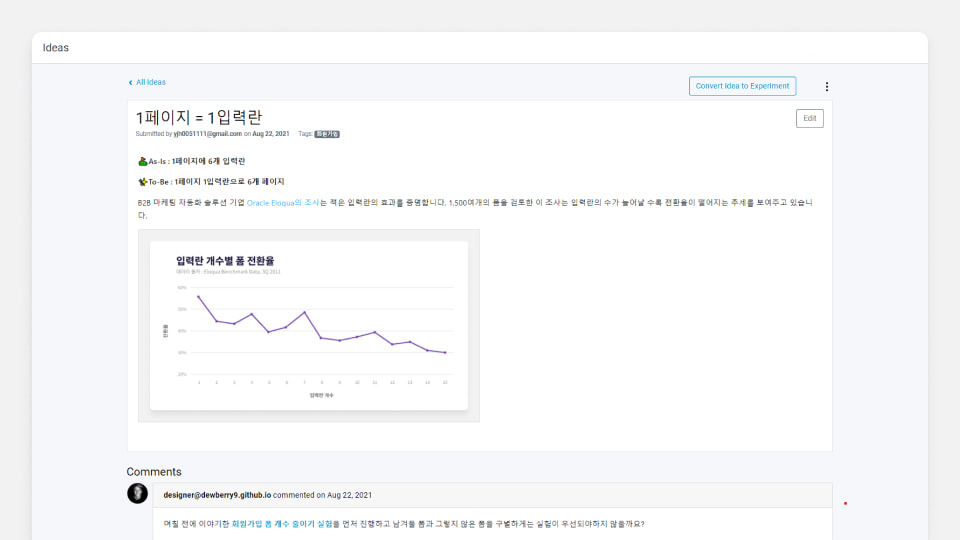 Ideas
All Ideas
Convert Idea to Experiment
1페이지 = 1입력란
Edit
Submitted by yjh0051111@gmail.com on Aug 22, 2021 Tags: 회원가입
As-Is : 1페이지에 6개 입력란
To-Be : 1페이지 1입력란으로 6개 페이지
B2B 마케팅 자동화 솔루션 기업 Oracle Eloqua의 조사는 적은 입력란의 효과를 증명합니다. 1,500여개의 폼을 검토한 이 조사는 입력란의 수가 늘어날 수록 전환율이 떨어지는 추세를 보여주고 있습니
다.
입력란 개수별 폼 전환율
데이터 출처 : Eloqua Benchmark Data, 3Q 2011
60%
50%
40%
30%
20%
전환율
1 2 3 4 5 6 7 8 9 10 11 12 13 14 15
입력란 개수
Comments
designer@dewberry9.github.io commented on Aug 22, 2021
며칠 전에 이야기한 회원가입 폼 개수 줄이기 실험을 먼저 진행하고 남겨질 폼과 그렇지 않은 폼을 구별하게는 실험이 우선되야하지 않을까요?